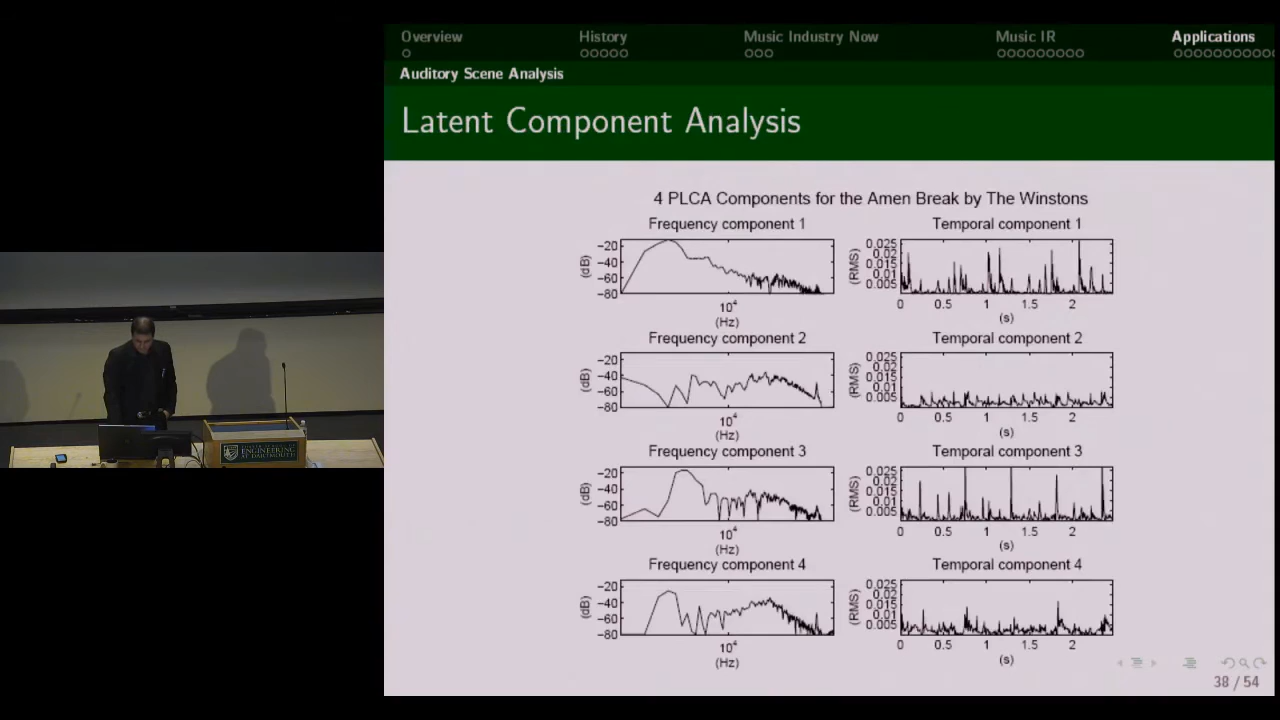 Overview History Music Industry Now Music IR Applications
Auditory Scene Analysis
Latent Component Analysis
4 PLCA Components for the Amen Break by The Winstons
Frequency component 1 Temporal component 1
(dB) −20 −40 −60 −80 (RMS) 0.025 0.02 0.015 0.01 0.005
10⁴ 0 0.5 1 1.5 2
(Hz) (s)
Frequency component 2 Temporal component 2
(dB) −20 −40 −60 −80 (RMS) 0.025 0.02 0.015 0.01 0.005
10⁴ 0 0.5 1 1.5 2
(Hz) (s)
Frequency component 3 Temporal component 3
(dB) −20 −40 −60 −80 (RMS) 0.025 0.02 0.015 0.01 0.005
10⁴ 0 0.5 1 1.5 2
(Hz) (s)
Frequency component 4 Temporal component 4
(dB) −20 −40 −60 −80 (RMS) 0.025 0.02 0.015 0.01 0.005
10⁴ 0 0.5 1 1.5 2
(Hz) (s)
38 / 54
ENGINEERING
AT DARTMOUTH